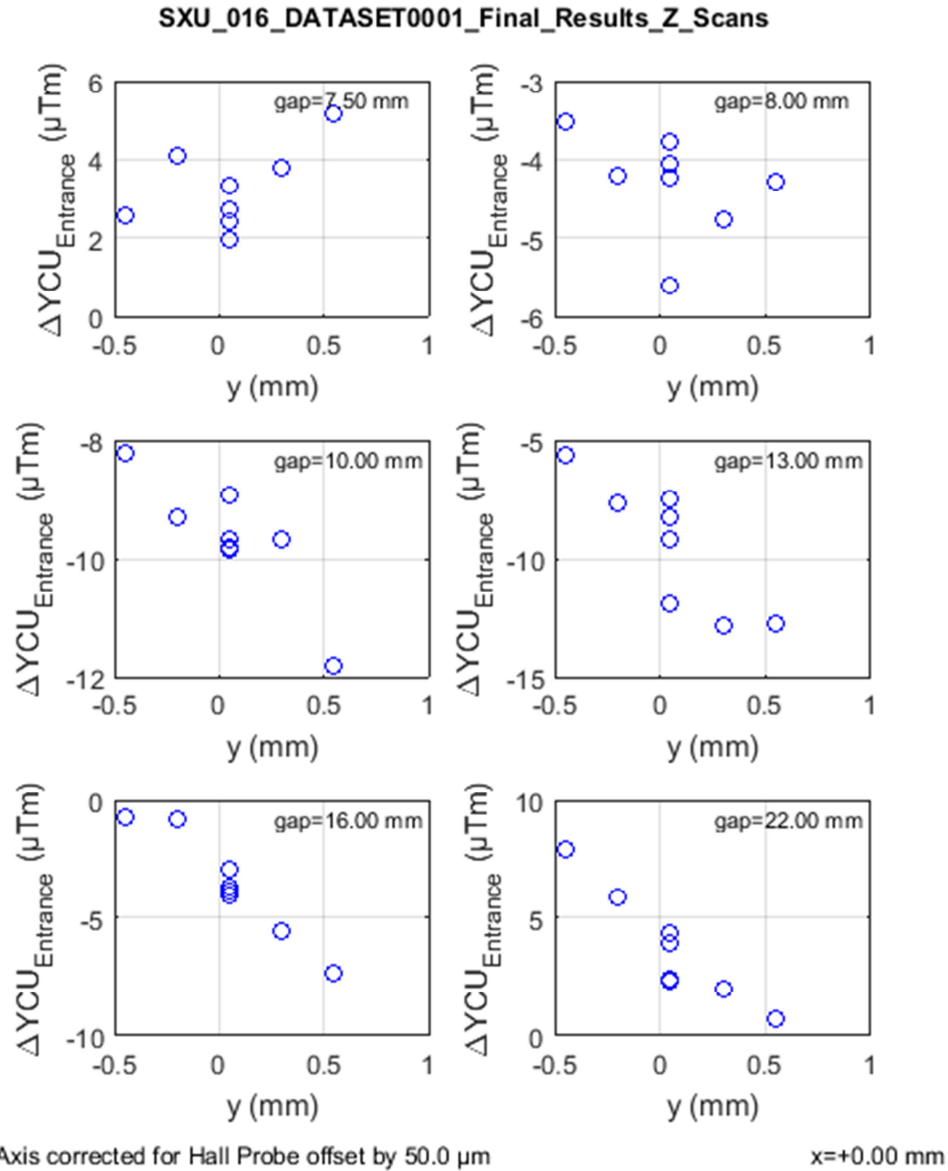 SXU_016_DATASET0001_Final_Results_Z_Scans
ΔYCU_Entrance (μTm)
6
4
2
0
gap=7.50 mm
-0.5 0 0.5 1
y (mm)
ΔYCU_Entrance (μTm)
-3
-4
-5
-6
gap=8.00 mm
-0.5 0 0.5 1
y (mm)
ΔYCU_Entrance (μTm)
-8
-10
-12
gap=10.00 mm
-0.5 0 0.5 1
y (mm)
ΔYCU_Entrance (μTm)
-5
-10
-15
gap=13.00 mm
-0.5 0 0.5 1
y (mm)
ΔYCU_Entrance (μTm)
0
-5
-10
gap=16.00 mm
-0.5 0 0.5 1
y (mm)
ΔYCU_Entrance (μTm)
10
5
0
gap=22.00 mm
-0.5 0 0.5 1
y (mm)
Axis corrected for Hall Probe offset by 50.0 μm
x=+0.00 mm